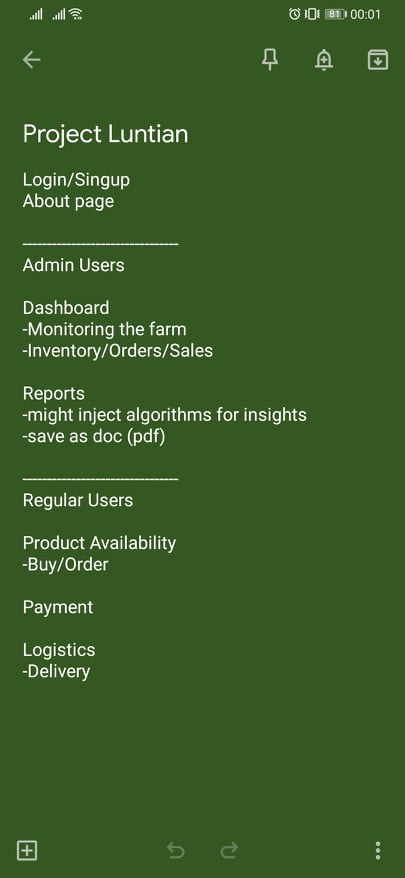 81 00:01
Project Luntian
Login/Singup
About page
--------------------------------
Admin Users
Dashboard
-Monitoring the farm
-Inventory/Orders/Sales
Reports
-might inject algorithms for insights
-save as doc (pdf)
--------------------------------
Regular Users
Product Availability
-Buy/Order
Payment
Logistics
-Delivery